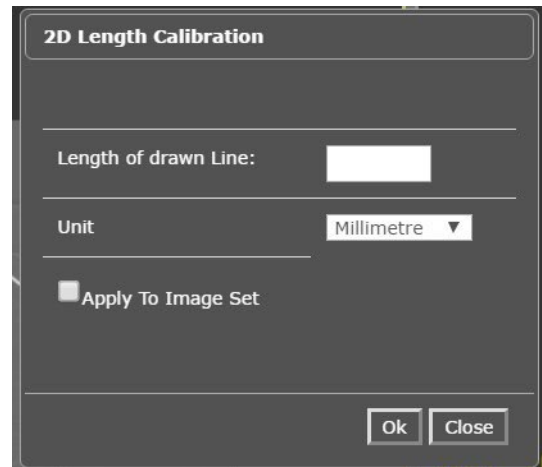 2D Length Calibration
Length of drawn Line:
Unit Millimetre ▼
Apply To Image Set
Ok Close